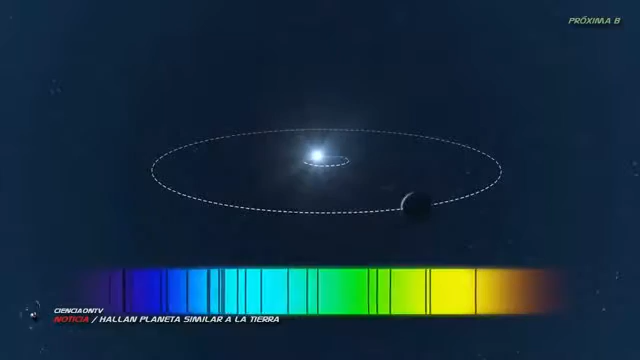 PRÓXIMA B
CIENCIAONTV
NOTICIA / HALLAN PLANETA SIMILAR A LA TIERRA